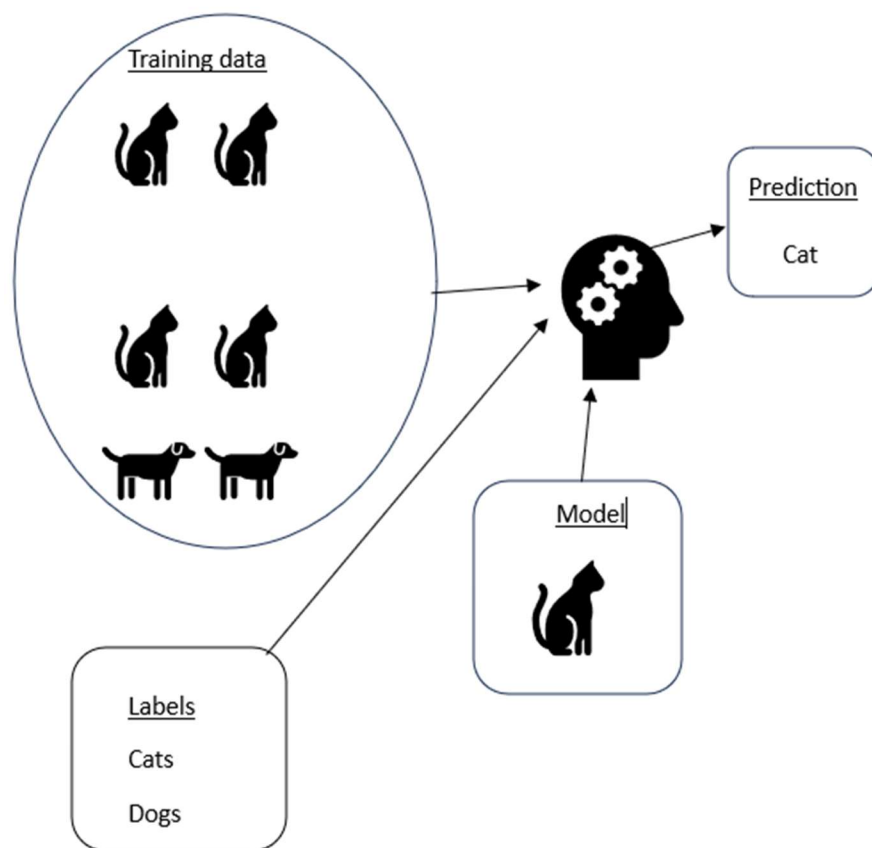 Training data
Prediction
Cat
Model
Labels
Cats
Dogs